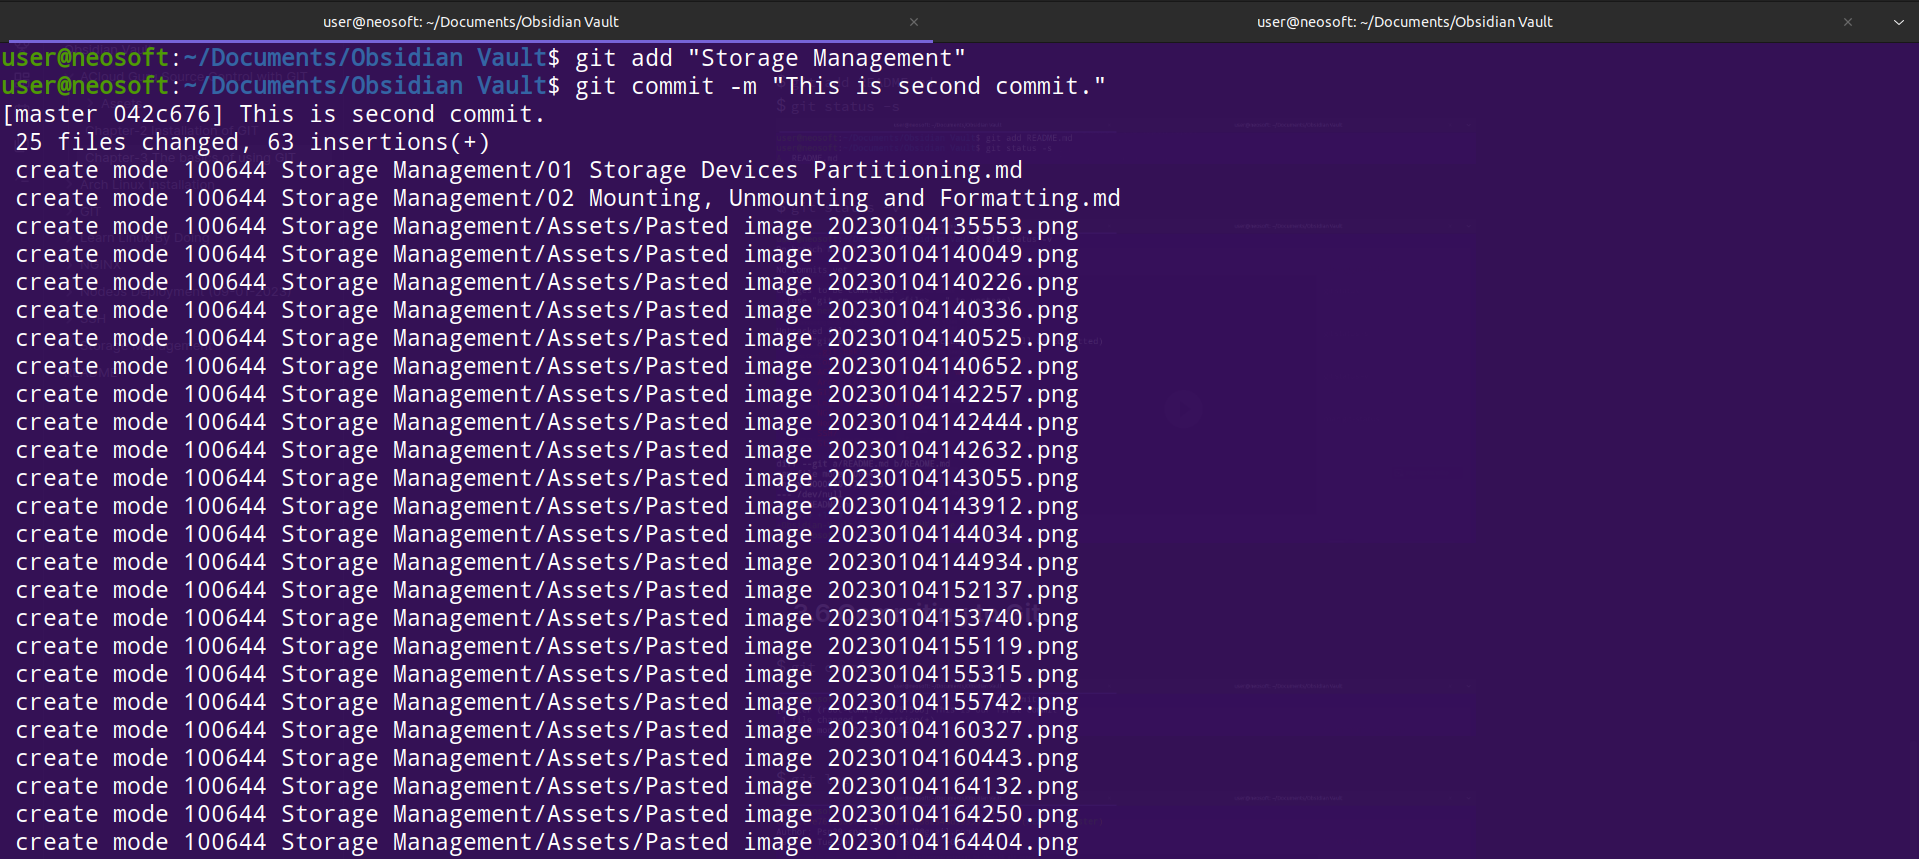 user@neosoft: ~/Documents/Obsidian Vault
user@neosoft: ~/Documents/Obsidian Vault
user@neosoft:~/Documents/Obsidian Vault$ git add "Storage Management"
user@neosoft:~/Documents/Obsidian Vault$ git commit -m "This is second commit."
[master 042c676] This is second commit.
 25 files changed, 63 insertions(+)
 create mode 100644 Storage Management/01 Storage Devices Partitioning.md
 create mode 100644 Storage Management/02 Mounting, Unmounting and Formatting.md
 create mode 100644 Storage Management/Assets/Pasted image 20230104135553.png
 create mode 100644 Storage Management/Assets/Pasted image 20230104140049.png
 create mode 100644 Storage Management/Assets/Pasted image 20230104140226.png
 create mode 100644 Storage Management/Assets/Pasted image 20230104140336.png
 create mode 100644 Storage Management/Assets/Pasted image 20230104140525.png
 create mode 100644 Storage Management/Assets/Pasted image 20230104140652.png
 create mode 100644 Storage Management/Assets/Pasted image 20230104142257.png
 create mode 100644 Storage Management/Assets/Pasted image 20230104142444.png
 create mode 100644 Storage Management/Assets/Pasted image 20230104142632.png
 create mode 100644 Storage Management/Assets/Pasted image 20230104143055.png
 create mode 100644 Storage Management/Assets/Pasted image 20230104143912.png
 create mode 100644 Storage Management/Assets/Pasted image 20230104144034.png
 create mode 100644 Storage Management/Assets/Pasted image 20230104144934.png
 create mode 100644 Storage Management/Assets/Pasted image 20230104152137.png
 create mode 100644 Storage Management/Assets/Pasted image 20230104153740.png
 create mode 100644 Storage Management/Assets/Pasted image 20230104155119.png
 create mode 100644 Storage Management/Assets/Pasted image 20230104155315.png
 create mode 100644 Storage Management/Assets/Pasted image 20230104155742.png
 create mode 100644 Storage Management/Assets/Pasted image 20230104160327.png
 create mode 100644 Storage Management/Assets/Pasted image 20230104160443.png
 create mode 100644 Storage Management/Assets/Pasted image 20230104164132.png
 create mode 100644 Storage Management/Assets/Pasted image 20230104164250.png
 create mode 100644 Storage Management/Assets/Pasted image 20230104164404.png